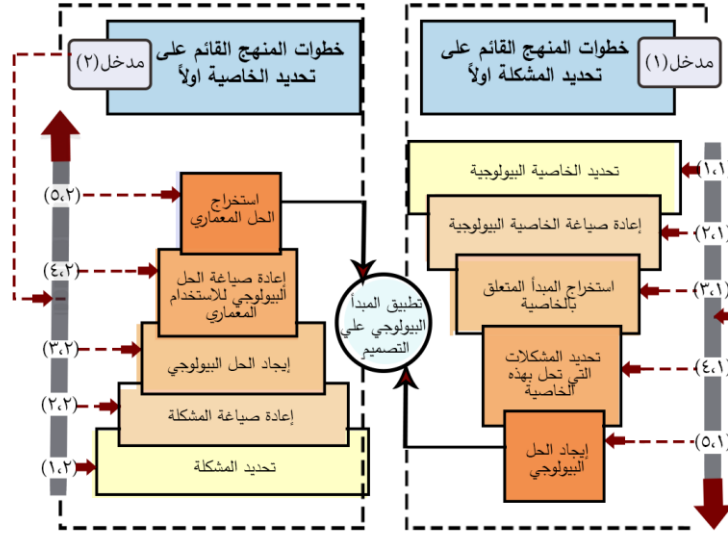 مدخل(١)
خطوات المنهج القائم على
تحديد المشكلة اولاً
(١،١)
تحديد الخاصية البيولوجية
(٢،١)
إعادة صياغة الخاصية البيولوجية
(٣،١)
استخراج المبدأ المتعلق
بالخاصية
(٤،١)
تحديد المشكلات
التي تحل بهذه
الخاصية
(٥،١)
إيجاد الحل
البيولوجي
تطبيق المبدأ
البيولوجي علي
التصميم
خطوات المنهج القائم على
تحديد الخاصية اولاً
مدخل(٢)
استخراج
الحل المعماري
(٥،٢)
إعادة صياغة الحل
البيولوجي للاستخدام
المعماري
(٤،٢)
إيجاد الحل البيولوجي
(٣،٢)
إعادة صياغة المشكلة
(٢،٢)
تحديد المشكلة
(١،٢)